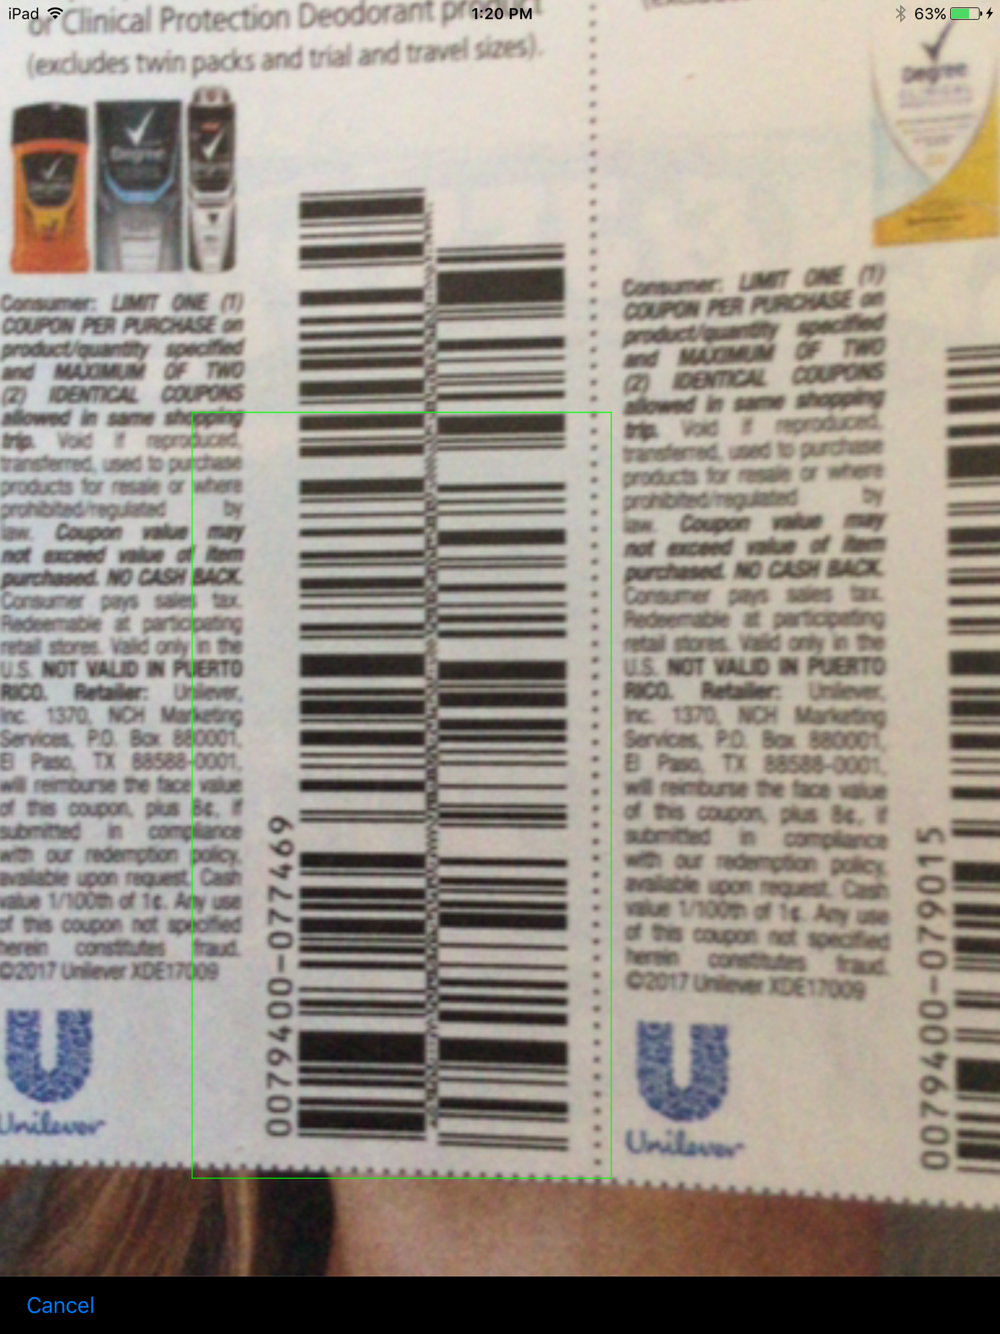 iPad
1:20 PM
63%
or Clinical Protection Deodorant
(excludes twin packs and trial and travel sizes).
Degree
Consumer: LIMIT ONE (1)
COUPON PER PURCHASE on
product/quantity specified
and MAXIMUM OF TWO
(2) IDENTICAL COUPONS
allowed in same shopping
trip. Void if reproduced,
transferred, used to purchase
products for resale or where
prohibited/regulated by
law. Coupon value may
not exceed value of item
purchased. NO CASH BACK.
Consumer pays sales tax.
Redeemable at participating
retail stores. Valid only in the
U.S. NOT VALID IN PUERTO
RICO. Retailer: Unilever,
Inc. 1370, NCH Marketing
Services, P.O. Box 880001,
El Paso, TX 88588-0001,
will reimburse the face value
of this coupon, plus 8¢, if
submitted in compliance
with our redemption policy,
available upon request. Cash
value 1/100th of 1¢. Any use
of this coupon not specified
herein constitutes fraud.
©2017 Unilever XDE17009
Unilever
0079400-077469
Degree
CLINICAL
Consumer: LIMIT ONE (1)
COUPON PER PURCHASE on
product/quantity specified
and MAXIMUM OF TWO
(2) IDENTICAL COUPONS
allowed in same shopping
trip. Void if reproduced,
transferred, used to purchase
products for resale or where
prohibited/regulated by
law. Coupon value may
not exceed value of item
purchased. NO CASH BACK.
Consumer pays sales tax.
Redeemable at participating
retail stores. Valid only in the
U.S. NOT VALID IN PUERTO
RICO. Retailer: Unilever,
Inc. 1370, NCH Marketing
Services, P.O. Box 880001,
El Paso, TX 88588-0001,
will reimburse the face value
of this coupon, plus 8¢, if
submitted in compliance
with our redemption policy,
available upon request. Cash
value 1/100th of 1¢. Any use
of this coupon not specified
herein constitutes fraud.
©2017 Unilever XDE17009
Unilever
0079400-079015
Cancel